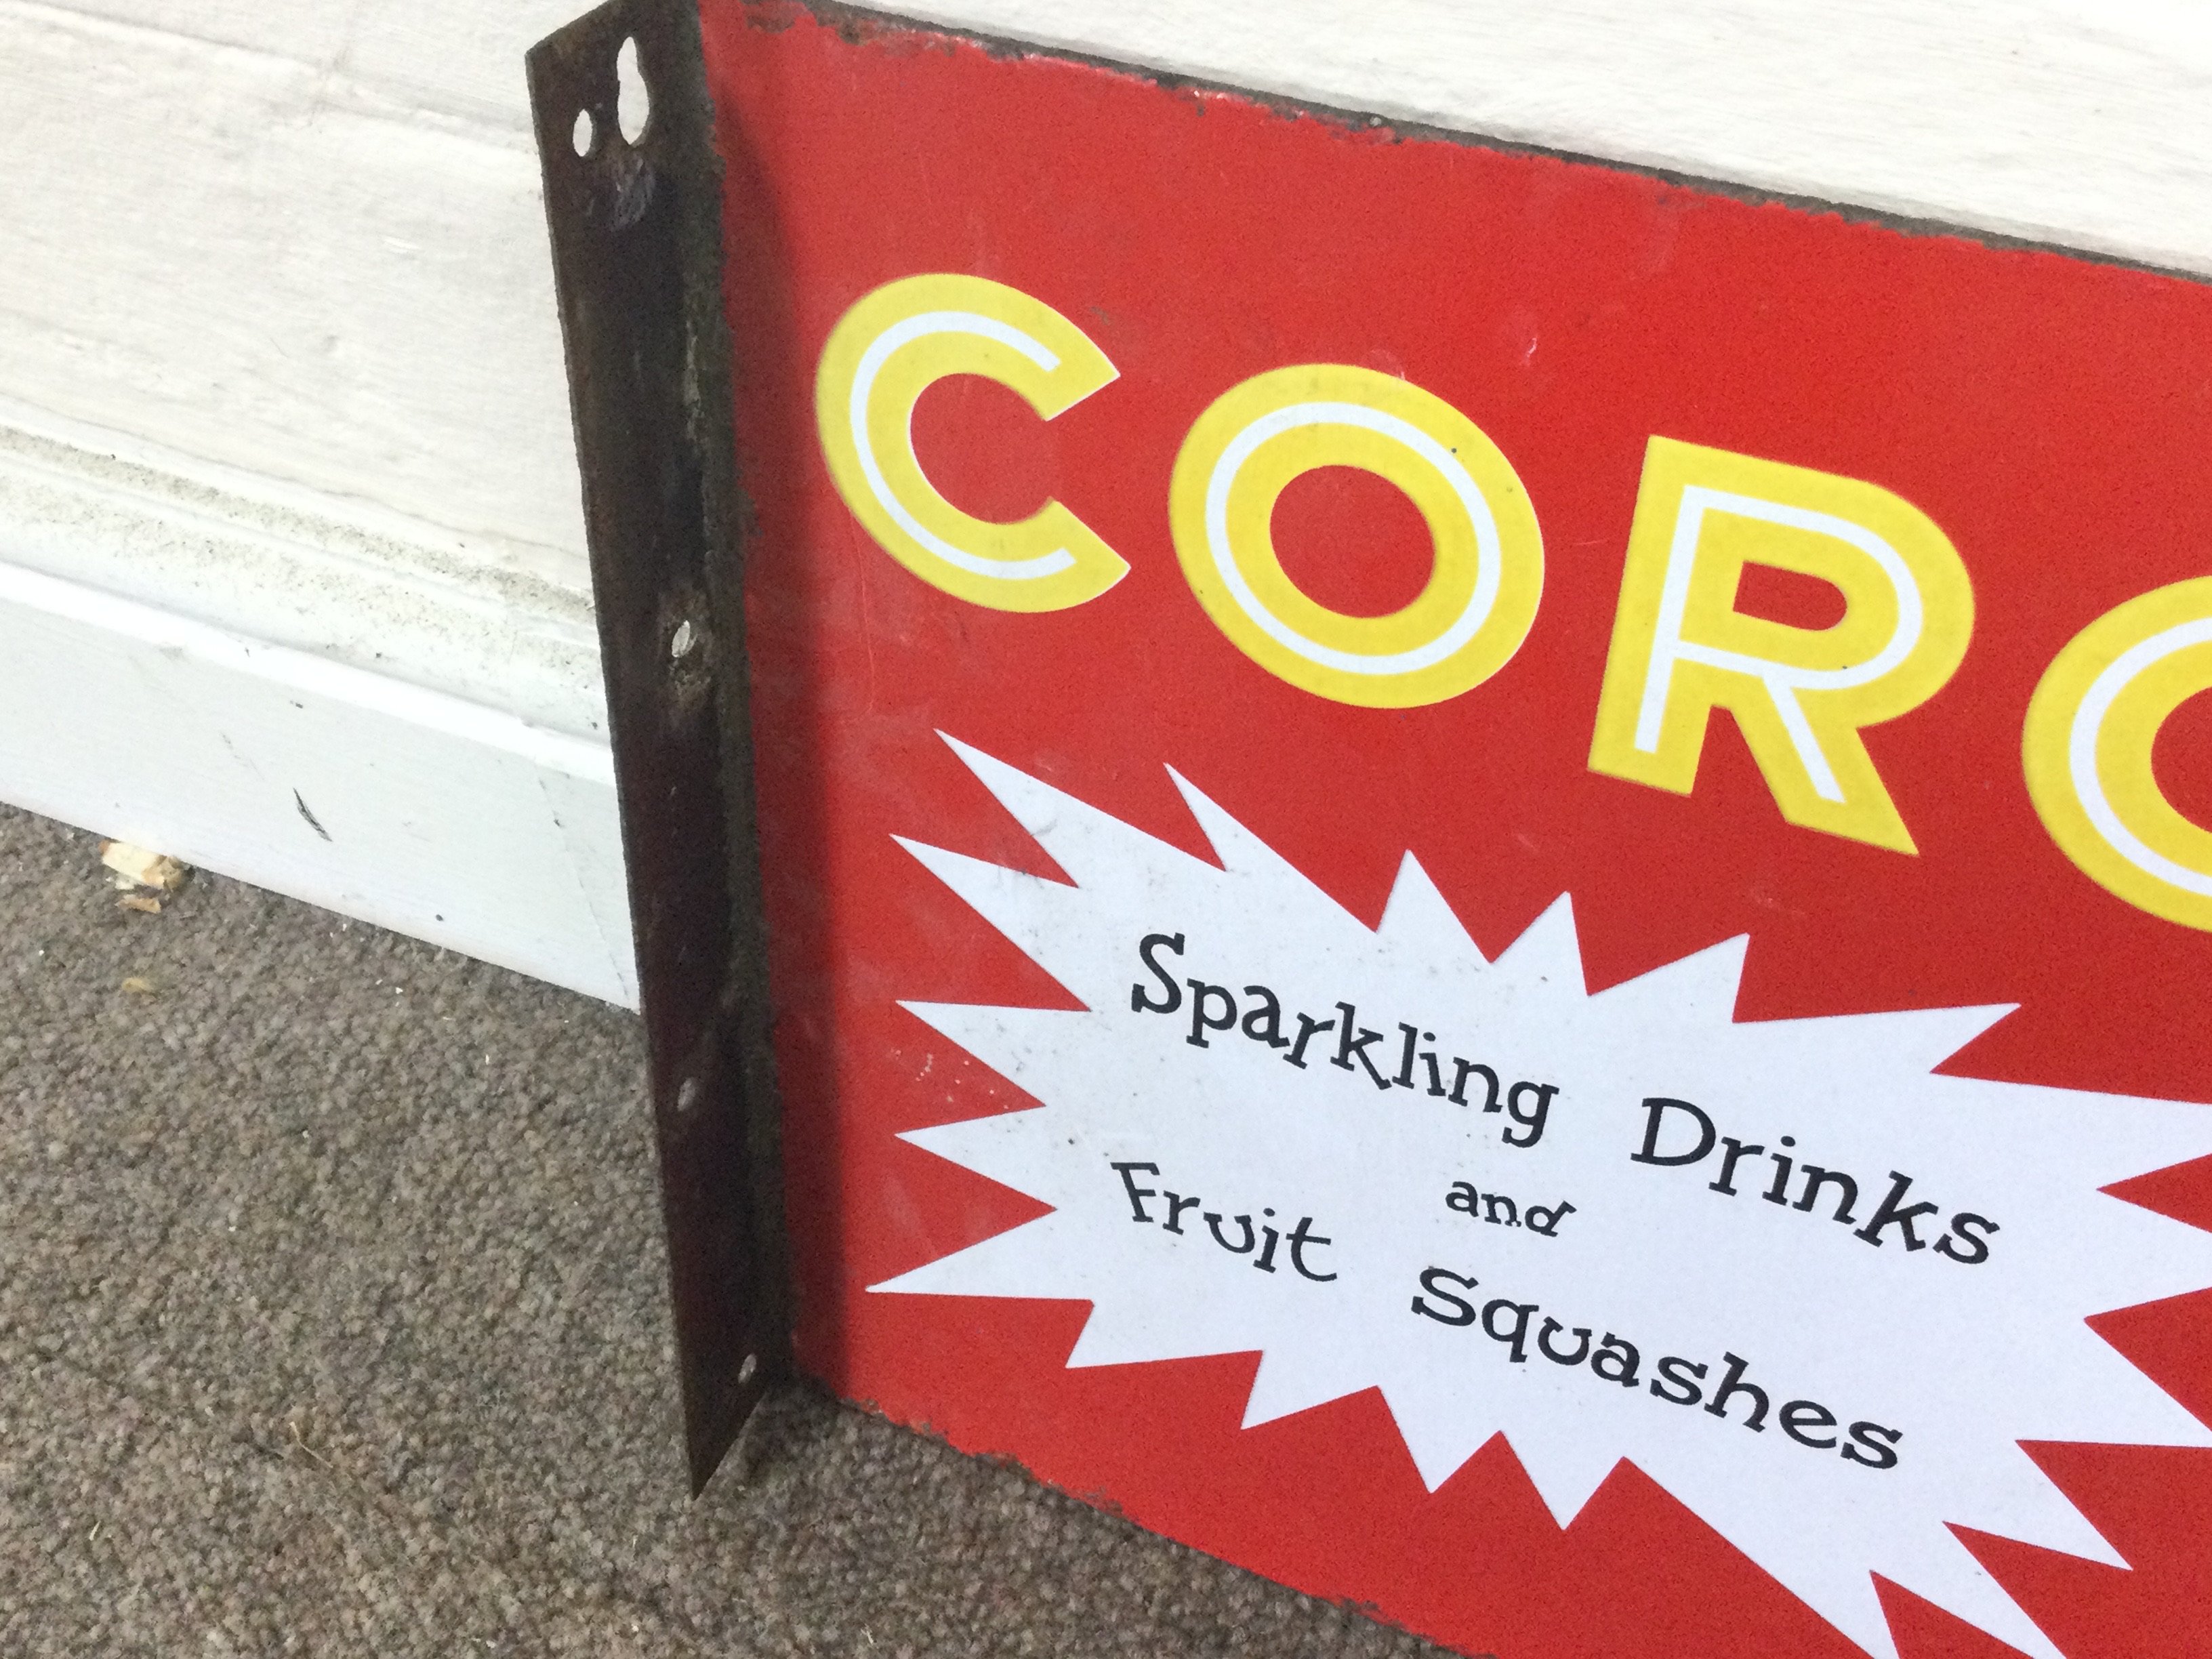 CORO
Sparkling Drinks
and
Fruit Squashes